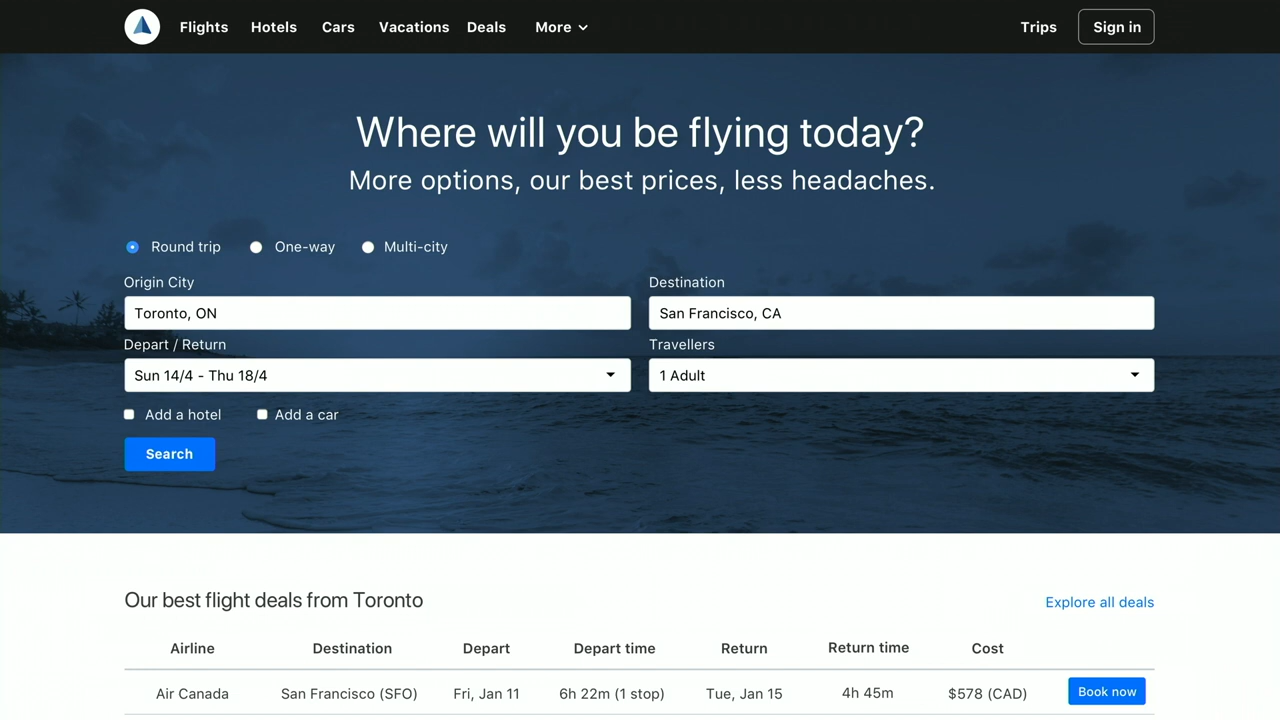 Flights Hotels Cars Vacations Deals More Trips Sign in
Where will you be flying today?
More options, our best prices, less headaches.
Round trip One-way Multi-city
Origin City Destination
Toronto, ON San Francisco, CA
Depart / Return Travellers
Sun 14/4 - Thu 18/4 1 Adult
Add a hotel Add a car
Search
Our best flight deals from Toronto Explore all deals
Airline Destination Depart Depart time Return Return time Cost
Air Canada San Francisco (SFO) Fri, Jan 11 6h 22m (1 stop) Tue, Jan 15 4h 45m $578 (CAD) Book now